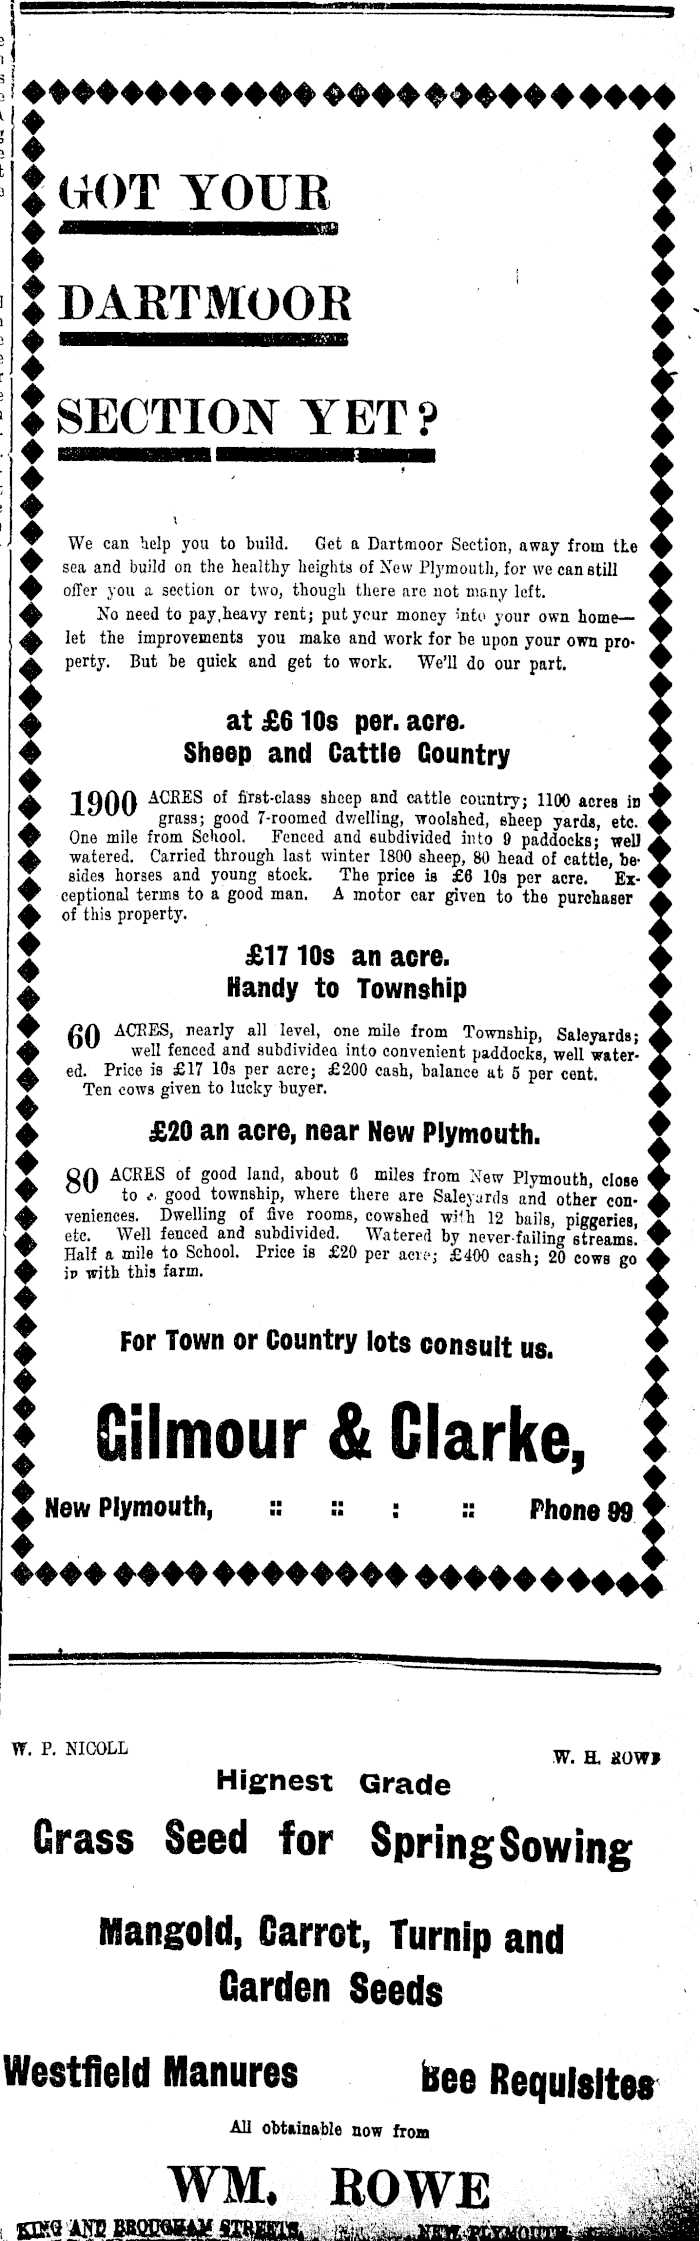 GOT YOUR
DARTMOOR
SECTION YET?
We can help you to build. Get a Dartmoor Section, away from the
sea and build on the healthy heights of New Plymouth, for we can still
offer you a section or two, though there are not many left.
No need to pay heavy rent; put your money into your own home—
let the improvements you make and work for be upon your own pro-
perty. But be quick and get to work. We'll do our part.
at £6 10s per. acre.
Sheep and Cattle Country
1900 ACRES of first-class sheep and cattle country; 1100 acres in
grass; good 7-roomed dwelling, woolshed, sheep yards, etc.
One mile from School. Fenced and subdivided into 9 paddocks; well
watered. Carried through last winter 1800 sheep, 80 head of cattle, be-
sides horses and young stock. The price is £6 10s per acre. Ex-
ceptional terms to a good man. A motor car given to the purchaser
of this property.
£17 10s an acre.
Handy to Township
60 ACRES, nearly all level, one mile from Township, Saleyards;
well fenced and subdivided into convenient paddocks, well water-
ed. Price is £17 10s per acre; £200 cash, balance at 5 per cent.
Ten cows given to lucky buyer.
£20 an acre, near New Plymouth.
80 ACRES of good land, about 6 miles from New Plymouth, close
to a good township, where there are Saleyards and other con-
veniences. Dwelling of five rooms, cowshed with 12 bails, piggeries,
etc. Well fenced and subdivided. Watered by never-failing streams.
Half a mile to School. Price is £20 per acre; £400 cash; 20 cows go
in with this farm.
For Town or Country lots consult us.
Gilmour & Clarke,
New Plymouth, :: :: : :: Phone 99
W. P. NICOLL
W. H. ROWE
Hignest Grade
Grass Seed for Spring Sowing
Mangold, Carrot, Turnip and
Garden Seeds
Westfield Manures Bee Requisites
All obtainable now from
WM. ROWE
KING AND BROUGHAM STREETS, NEW PLYMOUTH